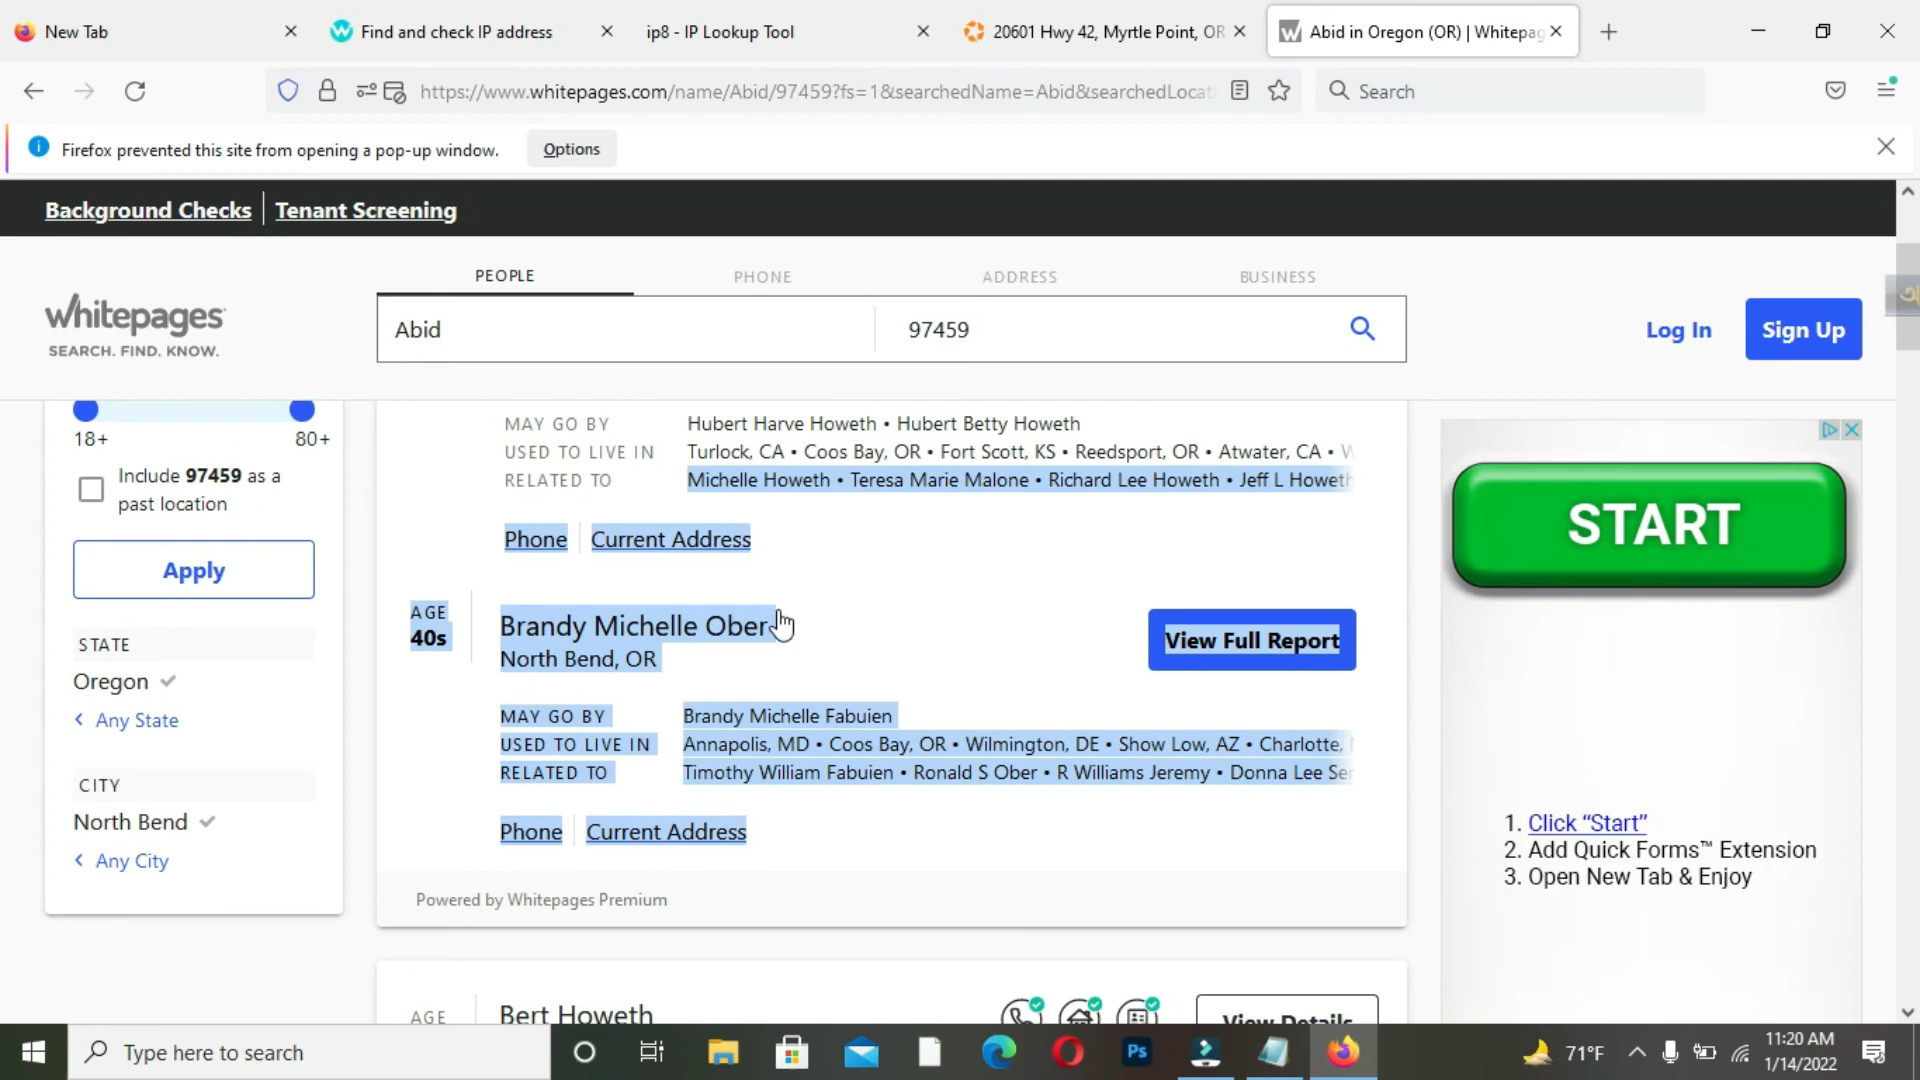 New Tab
Find and check IP address
ip8 - IP Lookup Tool
20601 Hwy 42, Myrtle Point, OR
Abid in Oregon (OR) | Whitepag
https://www.whitepages.com/name/Abid/97459?fs=1&searchedName=Abid&searchedLocat
Search
Firefox prevented this site from opening a pop-up window.
Options
Background Checks
Tenant Screening
PEOPLE
PHONE
ADDRESS
BUSINESS
whitepages
SEARCH. FIND. KNOW.
Abid
97459
Log In
Sign Up
18+
80+
Include 97459 as a
past location
Apply
STATE
Oregon
Any State
CITY
North Bend
Any City
MAY GO BY
Hubert Harve Howeth • Hubert Betty Howeth
USED TO LIVE IN
Turlock, CA • Coos Bay, OR • Fort Scott, KS • Reedsport, OR • Atwater, CA •
RELATED TO
Michelle Howeth • Teresa Marie Malone • Richard Lee Howeth • Jeff L Howeth
Phone
Current Address
AGE
40s
Brandy Michelle Ober
North Bend, OR
View Full Report
MAY GO BY
Brandy Michelle Fabuien
USED TO LIVE IN
Annapolis, MD • Coos Bay, OR • Wilmington, DE • Show Low, AZ • Charlotte,
RELATED TO
Timothy William Fabuien • Ronald S Ober • R Williams Jeremy • Donna Lee Ser
Phone
Current Address
Powered by Whitepages Premium
AGE
Bert Howeth
View Details
START
1. Click “Start”
2. Add Quick Forms™ Extension
3. Open New Tab & Enjoy
Type here to search
Ps
71°F
11:20 AM
1/14/2022